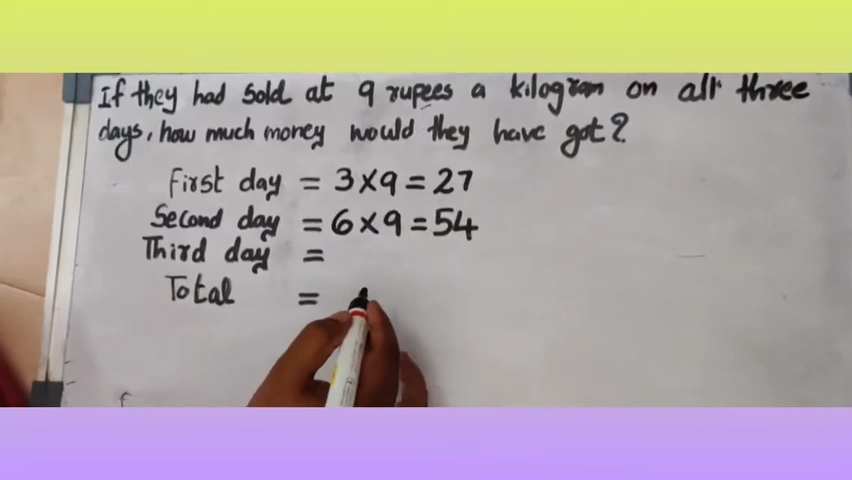 If they had sold at 9 rupees a kilogram on all three
days, how much money would they have got?
First day = 3 × 9 = 27
Second day = 6 × 9 = 54
Third day =
Total =